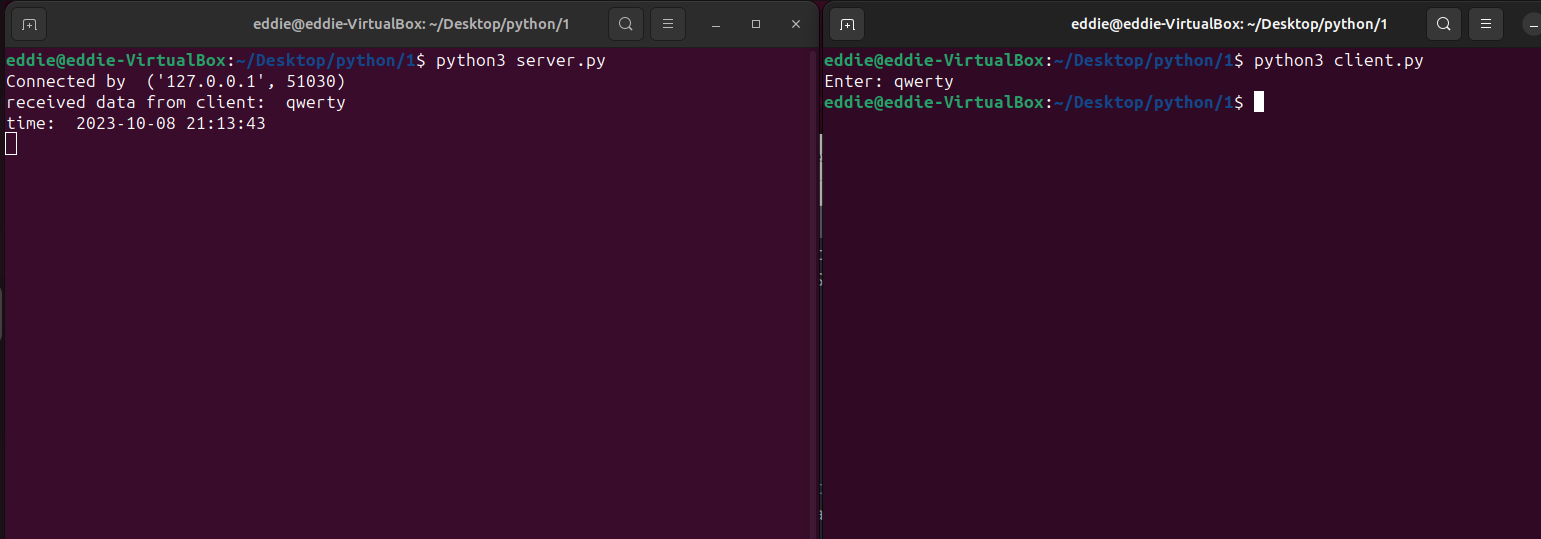 eddie@eddie-VirtualBox: ~/Desktop/python/1
eddie@eddie-VirtualBox:~/Desktop/python/1$ python3 server.py
Connected by  ('127.0.0.1', 51030)
received data from client:  qwerty
time:  2023-10-08 21:13:43
eddie@eddie-VirtualBox: ~/Desktop/python/1
eddie@eddie-VirtualBox:~/Desktop/python/1$ python3 client.py
Enter: qwerty
eddie@eddie-VirtualBox:~/Desktop/python/1$